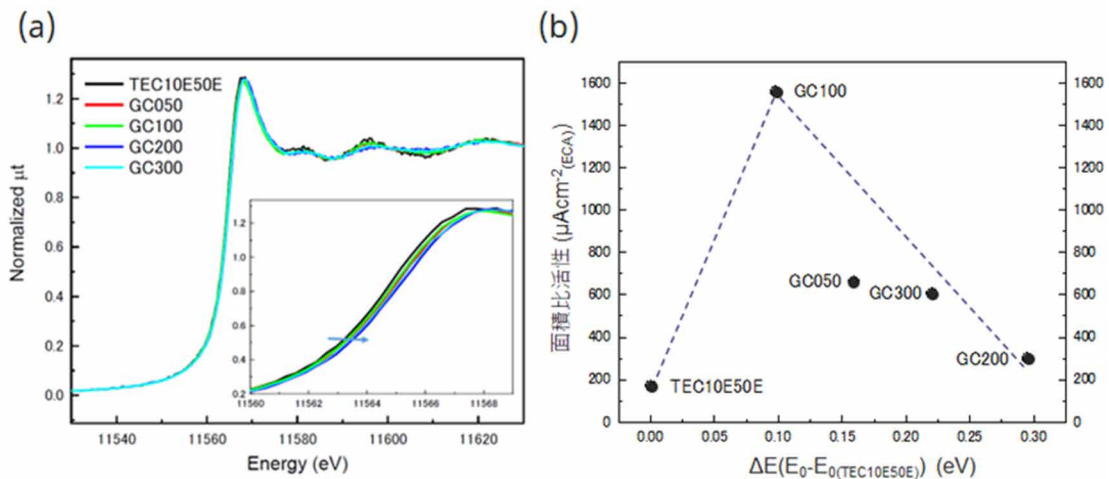 (a)
Normalized μt
1.2
1.0
0.8
0.6
0.4
0.2
0.0
TEC10E50E
GC050
GC100
GC200
GC300
1.2
1.0
0.8
0.6
0.4
0.2
11560 11562 11564 11566 11568
11540 11560 11580 11600 11620
Energy (eV)
(b)
面積比活性 (μAcm⁻²(ECA))
1600
1400
1200
1000
800
600
400
200
0
GC100
GC050
GC300
GC200
TEC10E50E
1600
1400
1200
1000
800
600
400
200
0
0.00 0.05 0.10 0.15 0.20 0.25 0.30
ΔE(E₀-E₀(TEC10E50E)) (eV)